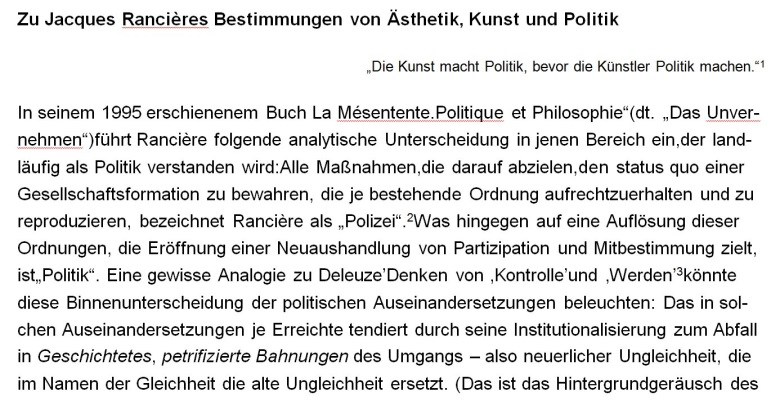 Zu Jacques Rancières Bestimmungen von Ästhetik, Kunst und Politik
„Die Kunst macht Politik, bevor die Künstler Politik machen.“¹
In seinem 1995 erschienenem Buch La Mésentente.Politique et Philosophie“(dt. „Das Unver-
nehmen“)führt Rancière folgende analytische Unterscheidung in jenen Bereich ein,der land-
läufig als Politik verstanden wird:Alle Maßnahmen,die darauf abzielen,den status quo einer
Gesellschaftsformation zu bewahren, die je bestehende Ordnung aufrechtzuerhalten und zu
reproduzieren, bezeichnet Rancière als „Polizei“.²Was hingegen auf eine Auflösung dieser
Ordnungen, die Eröffnung einer Neuaushandlung von Partizipation und Mitbestimmung zielt,
ist„Politik“. Eine gewisse Analogie zu Deleuze’Denken von ‚Kontrolle’und ‚Werden’³könnte
diese Binnenunterscheidung der politischen Auseinandersetzungen beleuchten: Das in sol-
chen Auseinandersetzungen je Erreichte tendiert durch seine Institutionalisierung zum Abfall
in Geschichtetes, petrifizierte Bahnungen des Umgangs – also neuerlicher Ungleichheit, die
im Namen der Gleichheit die alte Ungleichheit ersetzt. (Das ist das Hintergrundgeräusch des